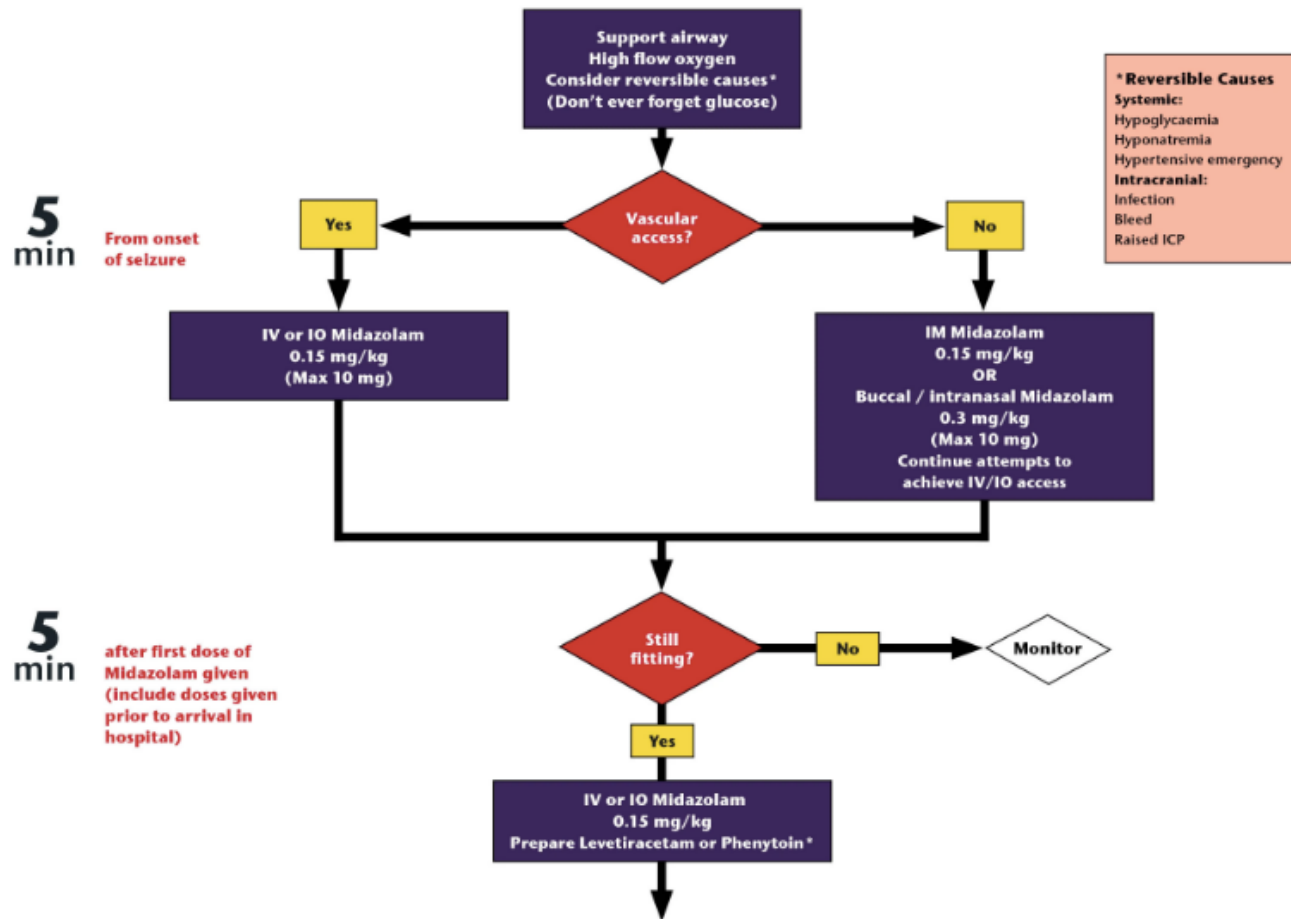 Support airway
High flow oxygen
Consider reversible causes*
(Don't ever forget glucose)
*Reversible Causes
Systemic:
Hypoglycaemia
Hyponatremia
Hypertensive emergency
Intracranial:
Infection
Bleed
Raised ICP
5
min
From onset
of seizure
Yes
Vascular
access?
No
IV or IO Midazolam
0.15 mg/kg
(Max 10 mg)
IM Midazolam
0.15 mg/kg
OR
Buccal / intranasal Midazolam
0.3 mg/kg
(Max 10 mg)
Continue attempts to
achieve IV/IO access
5
min
after first dose of
Midazolam given
(include doses given
prior to arrival in
hospital)
Still
fitting?
No
Monitor
Yes
IV or IO Midazolam
0.15 mg/kg
Prepare Levetiracetam or Phenytoin*